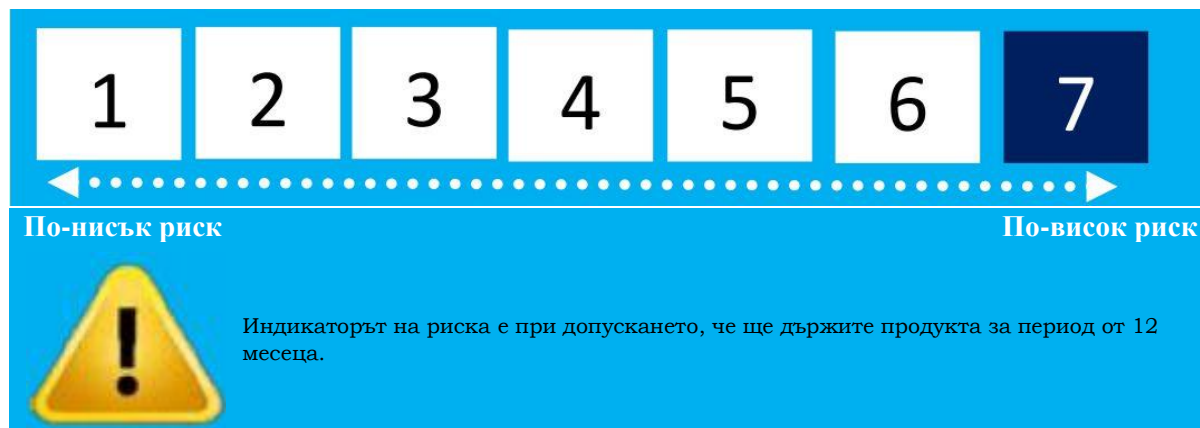 1 2 3 4 5 6 7
По-нисък риск По-висок риск
Индикаторът на риска е при допускането, че ще държите продукта за период от 12
месеца.